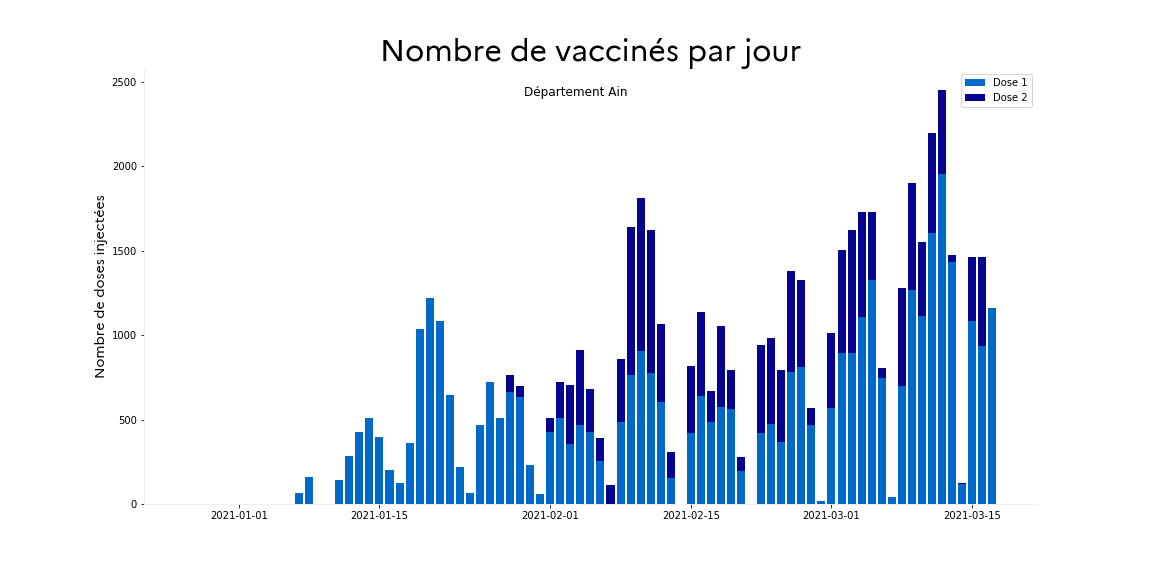 Nombre de vaccinés par jour
Département Ain
Dose 1
Dose 2
Nombre de doses injectées
2500
2000
1500
1000
500
0
2021-01-01
2021-01-15
2021-02-01
2021-02-15
2021-03-01
2021-03-15